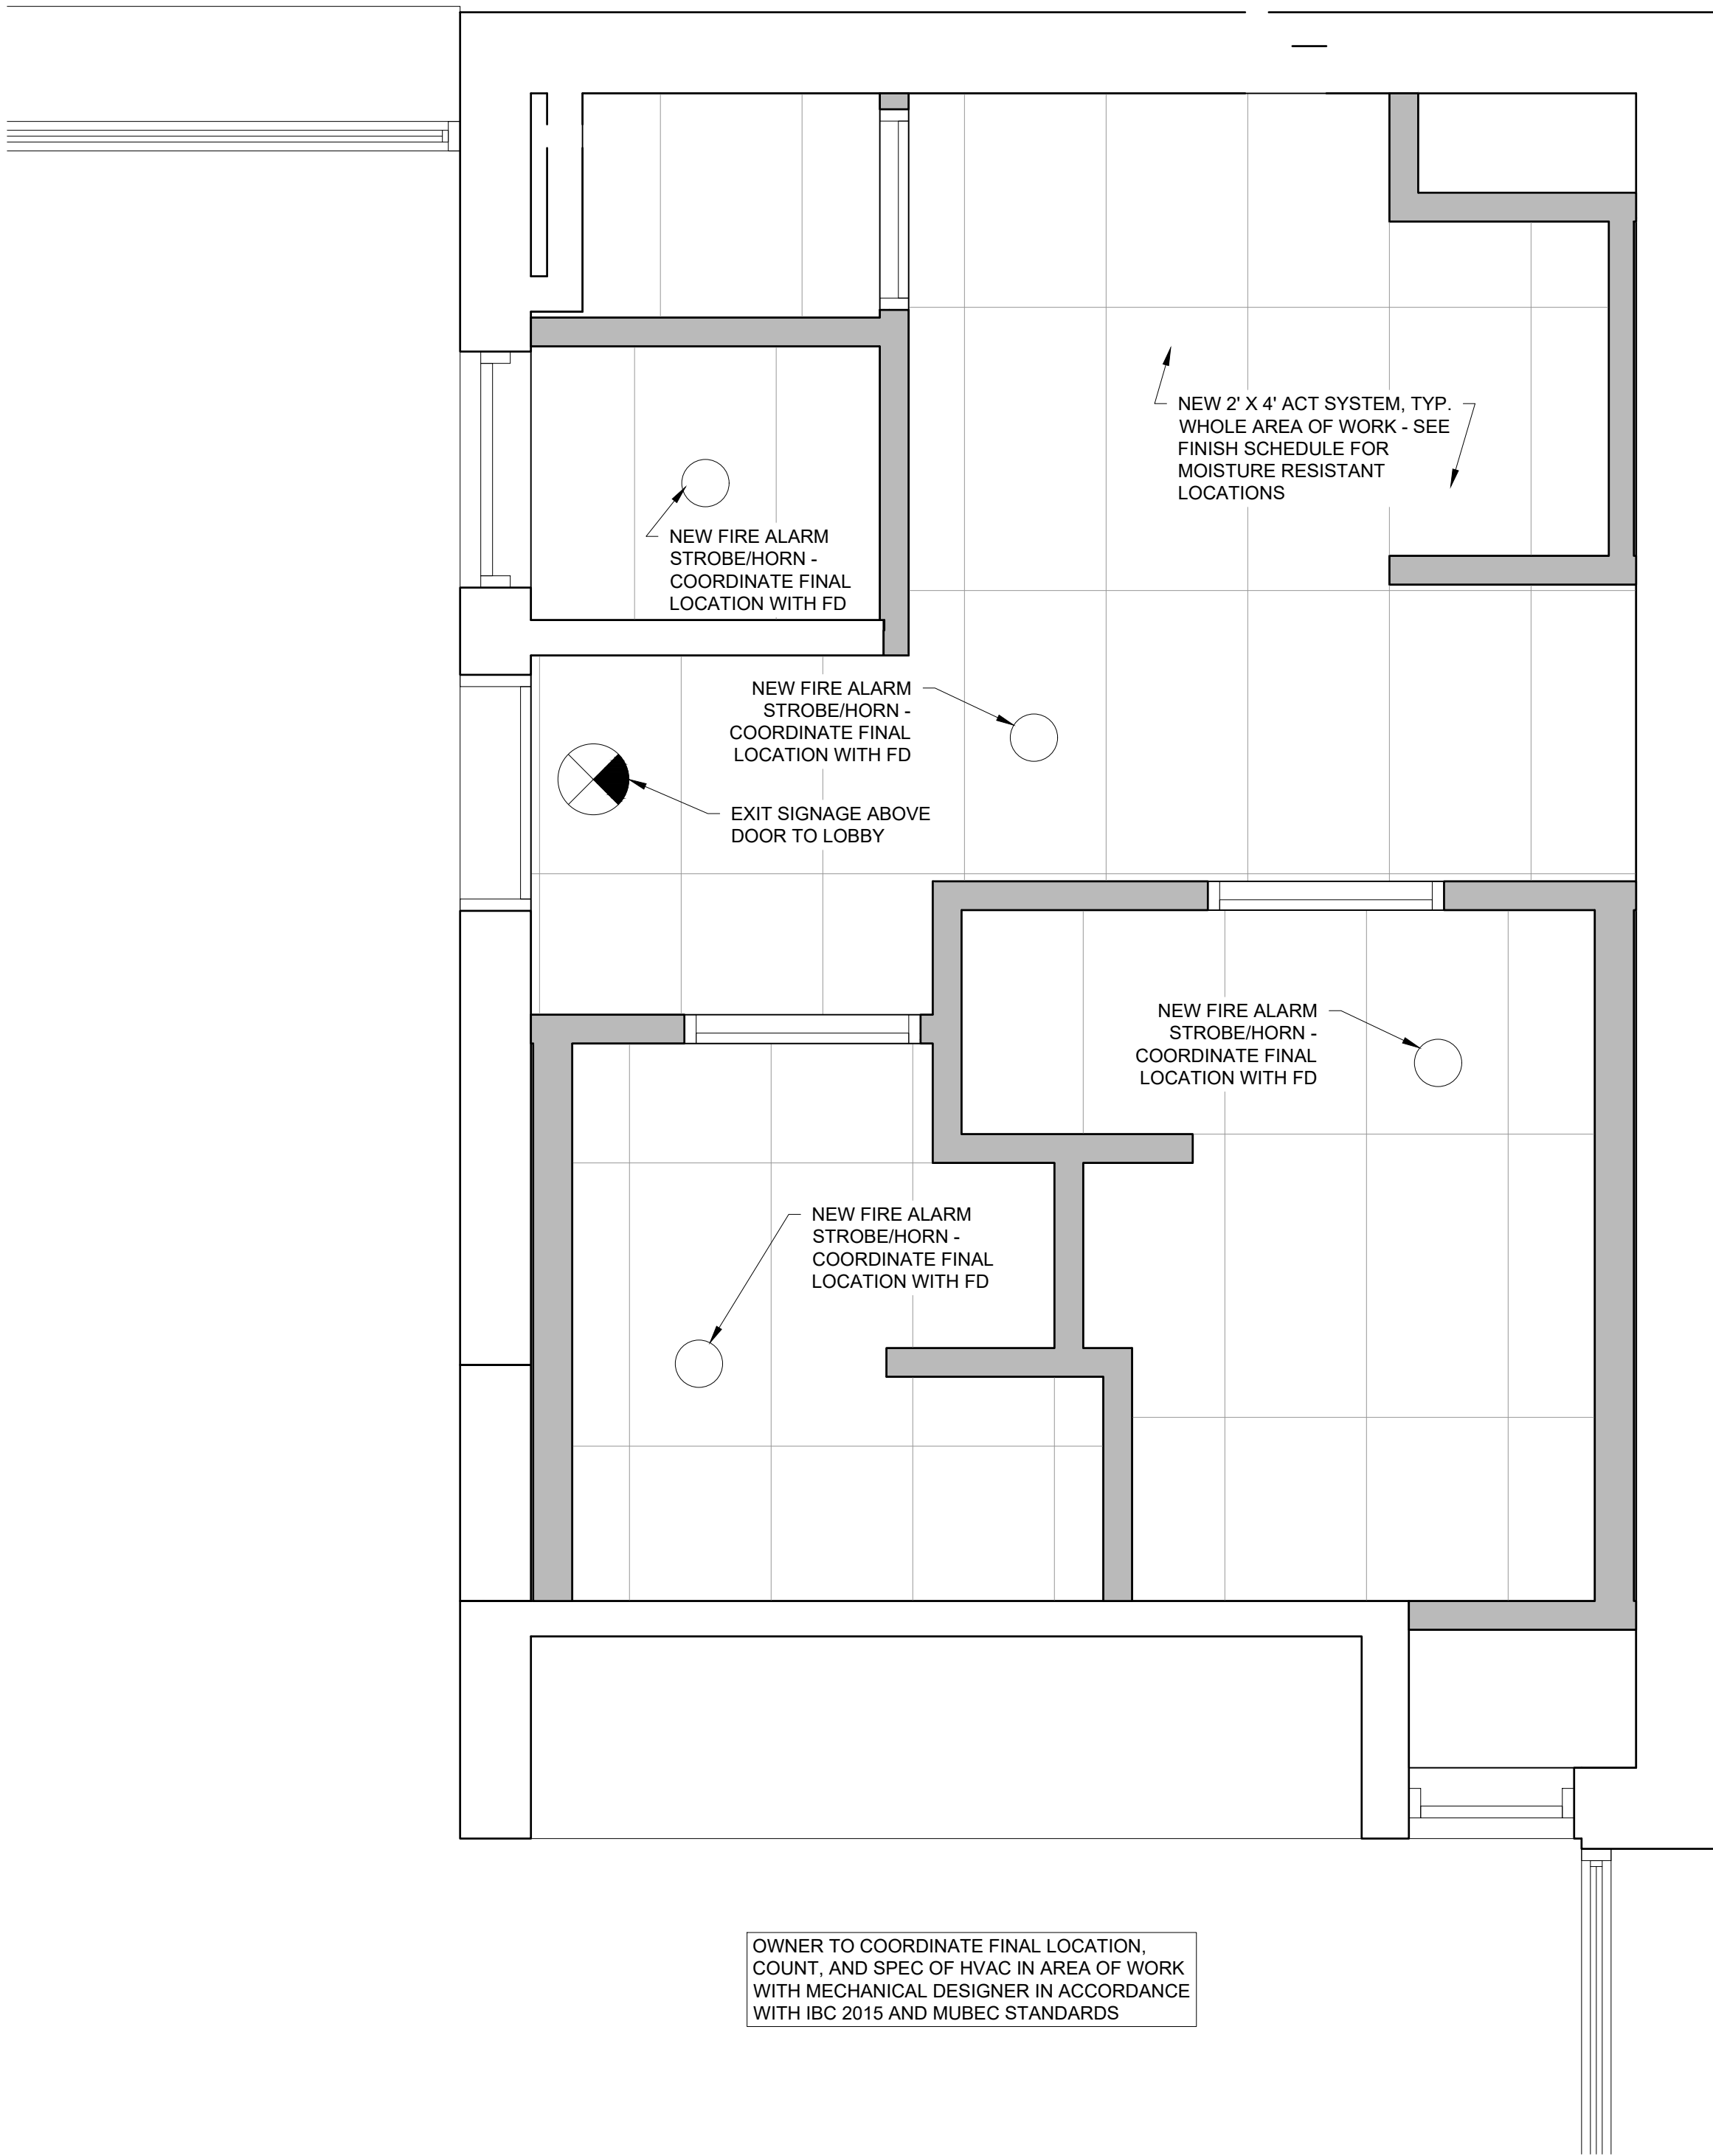 NEW 2' X 4' ACT SYSTEM, TYP.
WHOLE AREA OF WORK - SEE
FINISH SCHEDULE FOR
MOISTURE RESISTANT
LOCATIONS
NEW FIRE ALARM
STROBE/HORN -
COORDINATE FINAL
LOCATION WITH FD
NEW FIRE ALARM
STROBE/HORN -
COORDINATE FINAL
LOCATION WITH FD
EXIT SIGNAGE ABOVE
DOOR TO LOBBY
NEW FIRE ALARM
STROBE/HORN -
COORDINATE FINAL
LOCATION WITH FD
NEW FIRE ALARM
STROBE/HORN -
COORDINATE FINAL
LOCATION WITH FD
OWNER TO COORDINATE FINAL LOCATION,
COUNT, AND SPEC OF HVAC IN AREA OF WORK
WITH MECHANICAL DESIGNER IN ACCORDANCE
WITH IBC 2015 AND MUBEC STANDARDS